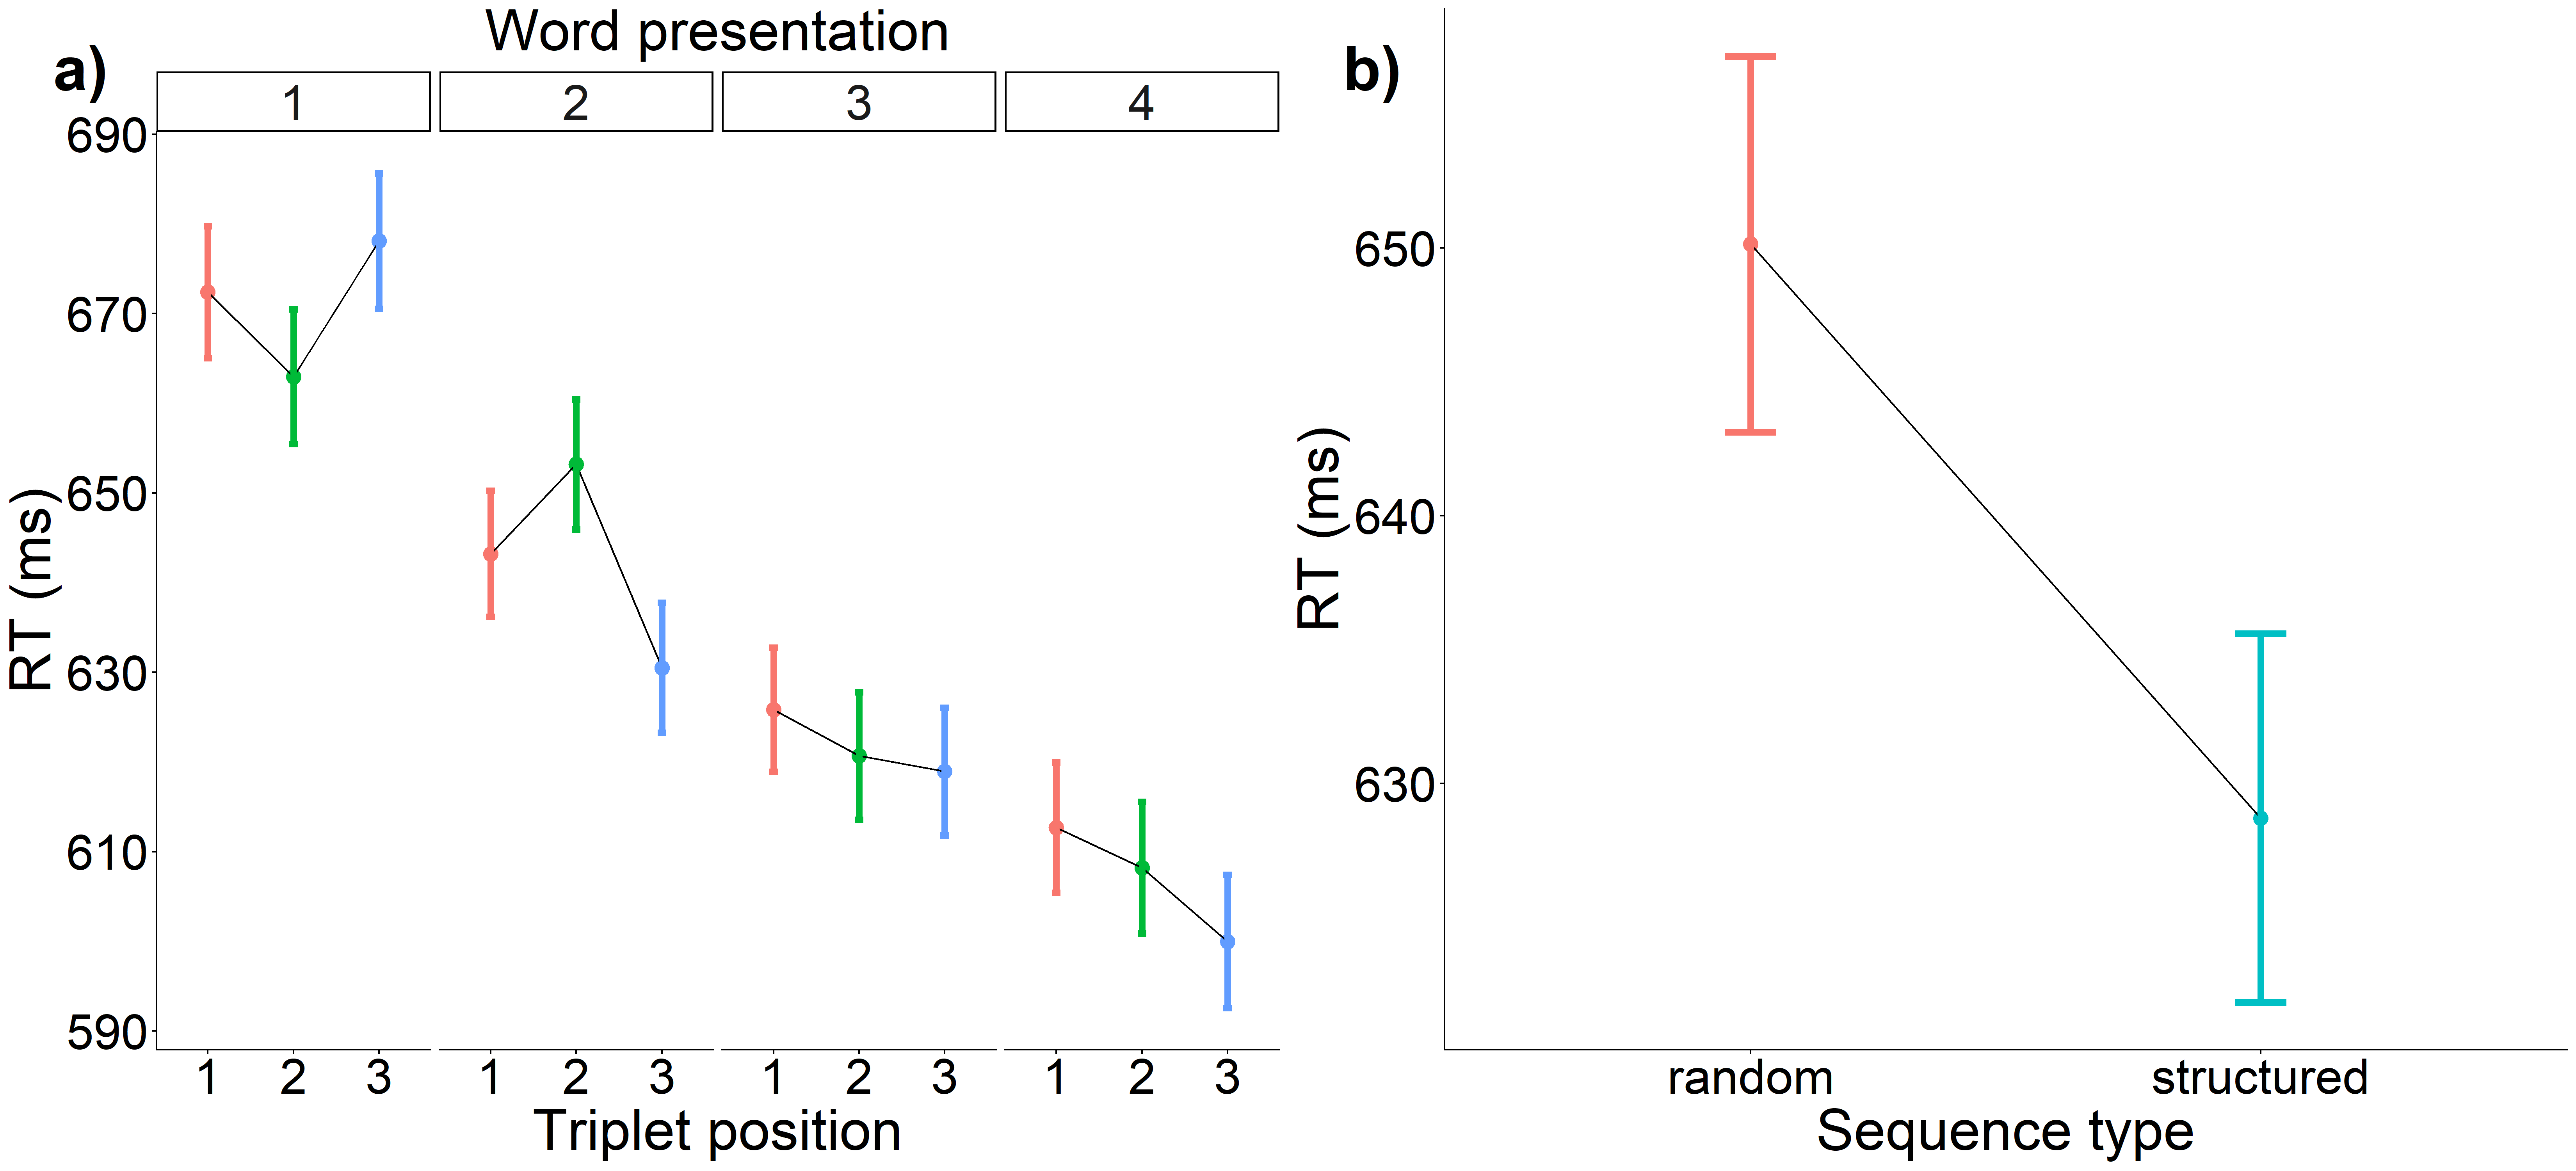 Word presentation
a)
1 2 3 4
690
670
650
630
610
590
RT (ms)
1 2 3 1 2 3 1 2 3 1 2 3
Triplet position
b)
650
640
630
RT (ms)
random structured
Sequence type